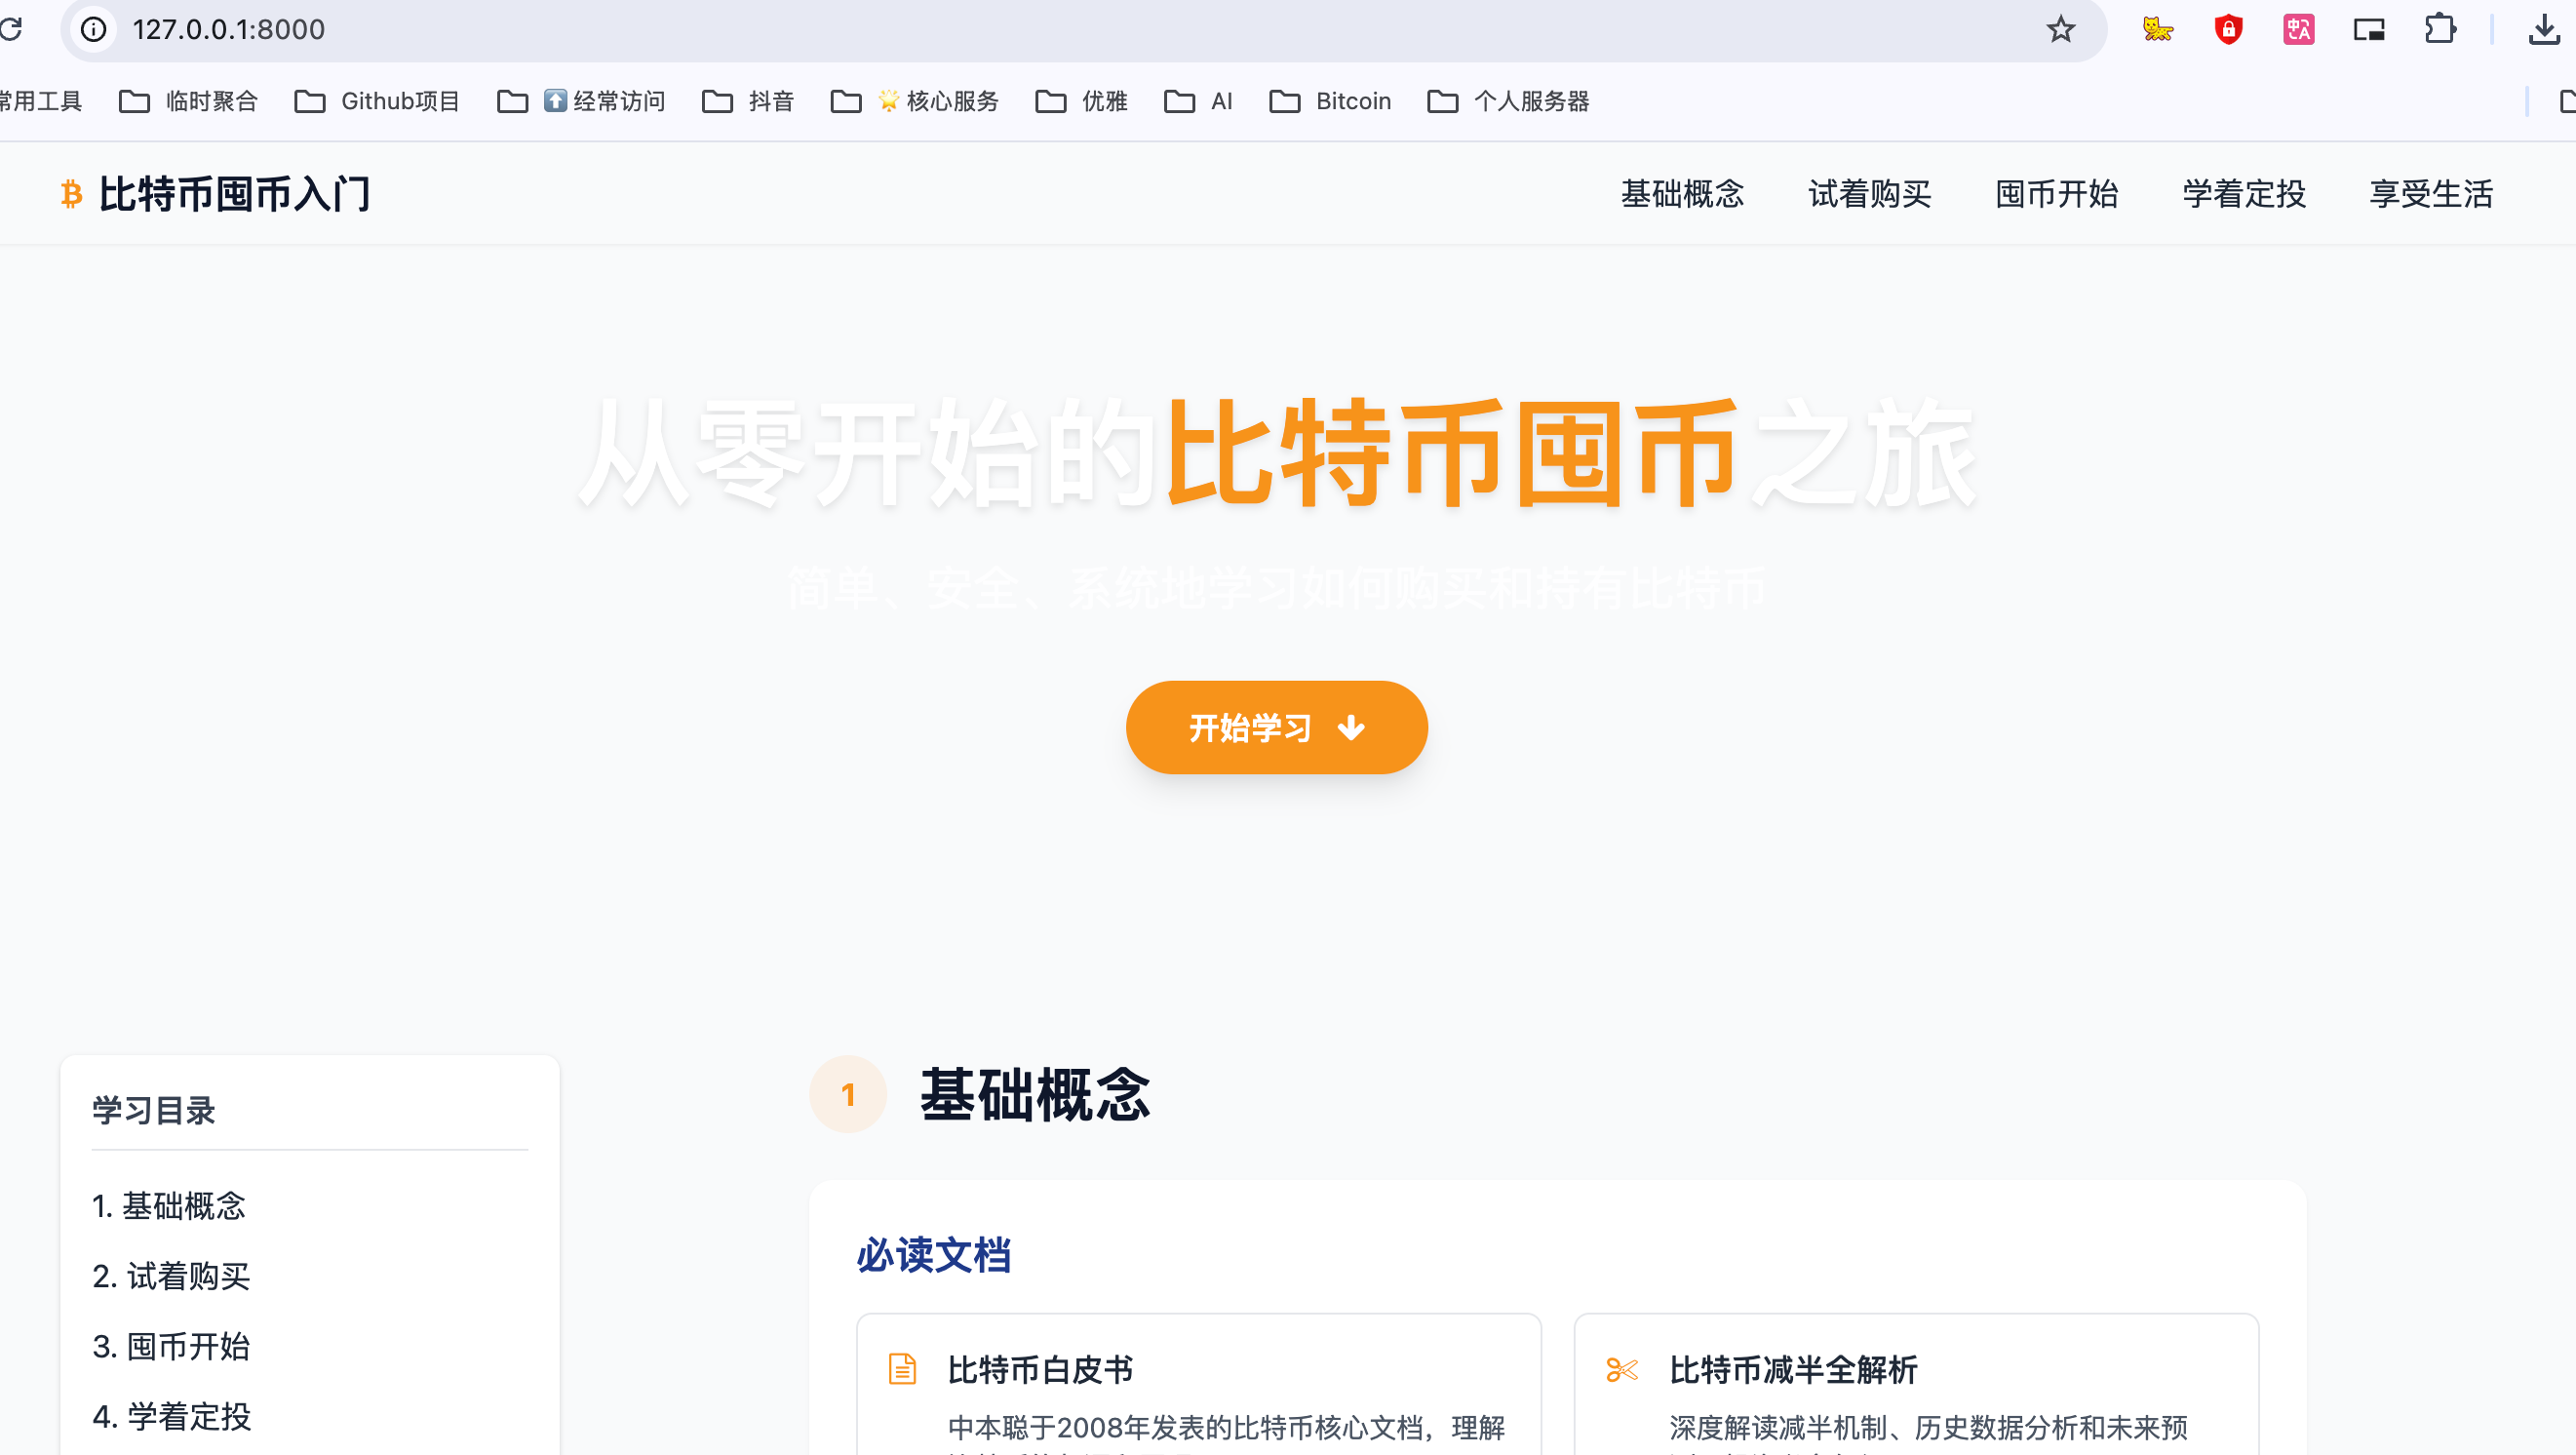 127.0.0.1:8000
常用工具 临时聚合 Github项目 经常访问 抖音 核心服务 优雅 AI Bitcoin 个人服务器
比特币囤币入门 基础概念 试着购买 囤币开始 学着定投 享受生活
从零开始的比特币囤币之旅
简单、安全、系统地学习如何购买和持有比特币
开始学习
学习目录
1. 基础概念
2. 试着购买
3. 囤币开始
4. 学着定投
1 基础概念
必读文档
比特币白皮书
中本聪于2008年发表的比特币核心文档，理解
比特币减半全解析
深度解读减半机制、历史数据分析和未来预